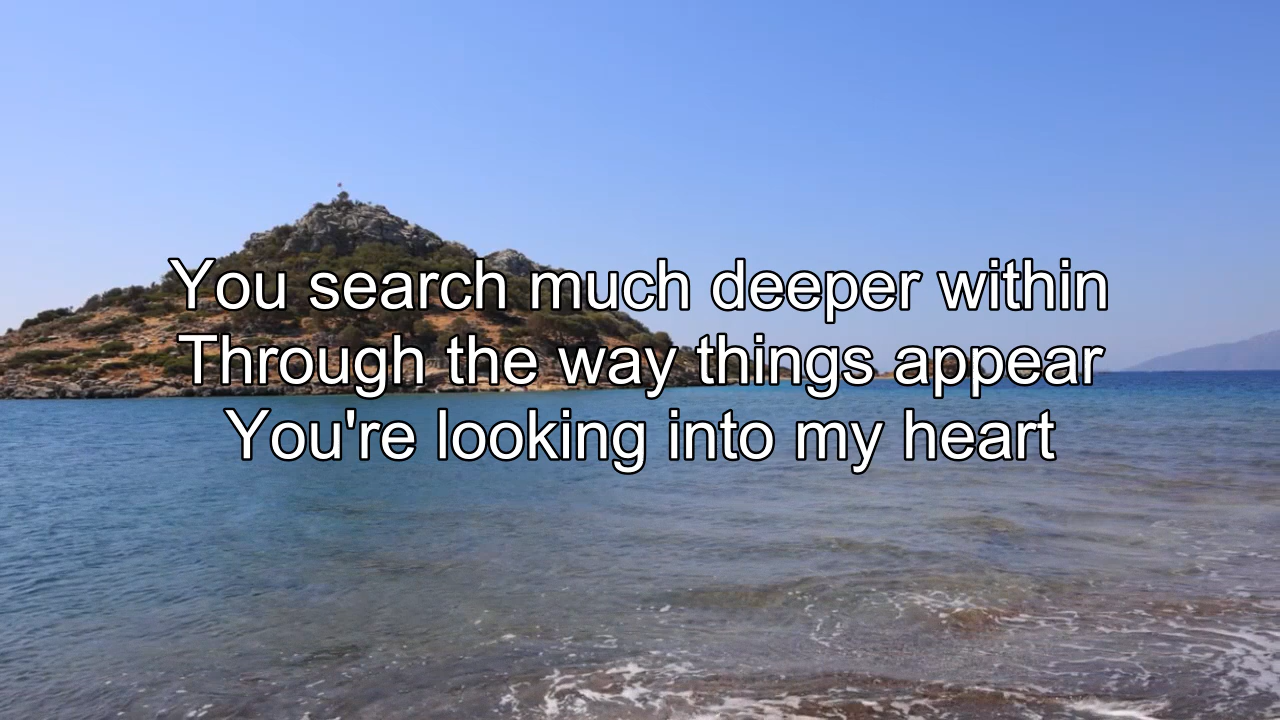 You search much deeper within
Through the way things appear
You're looking into my heart